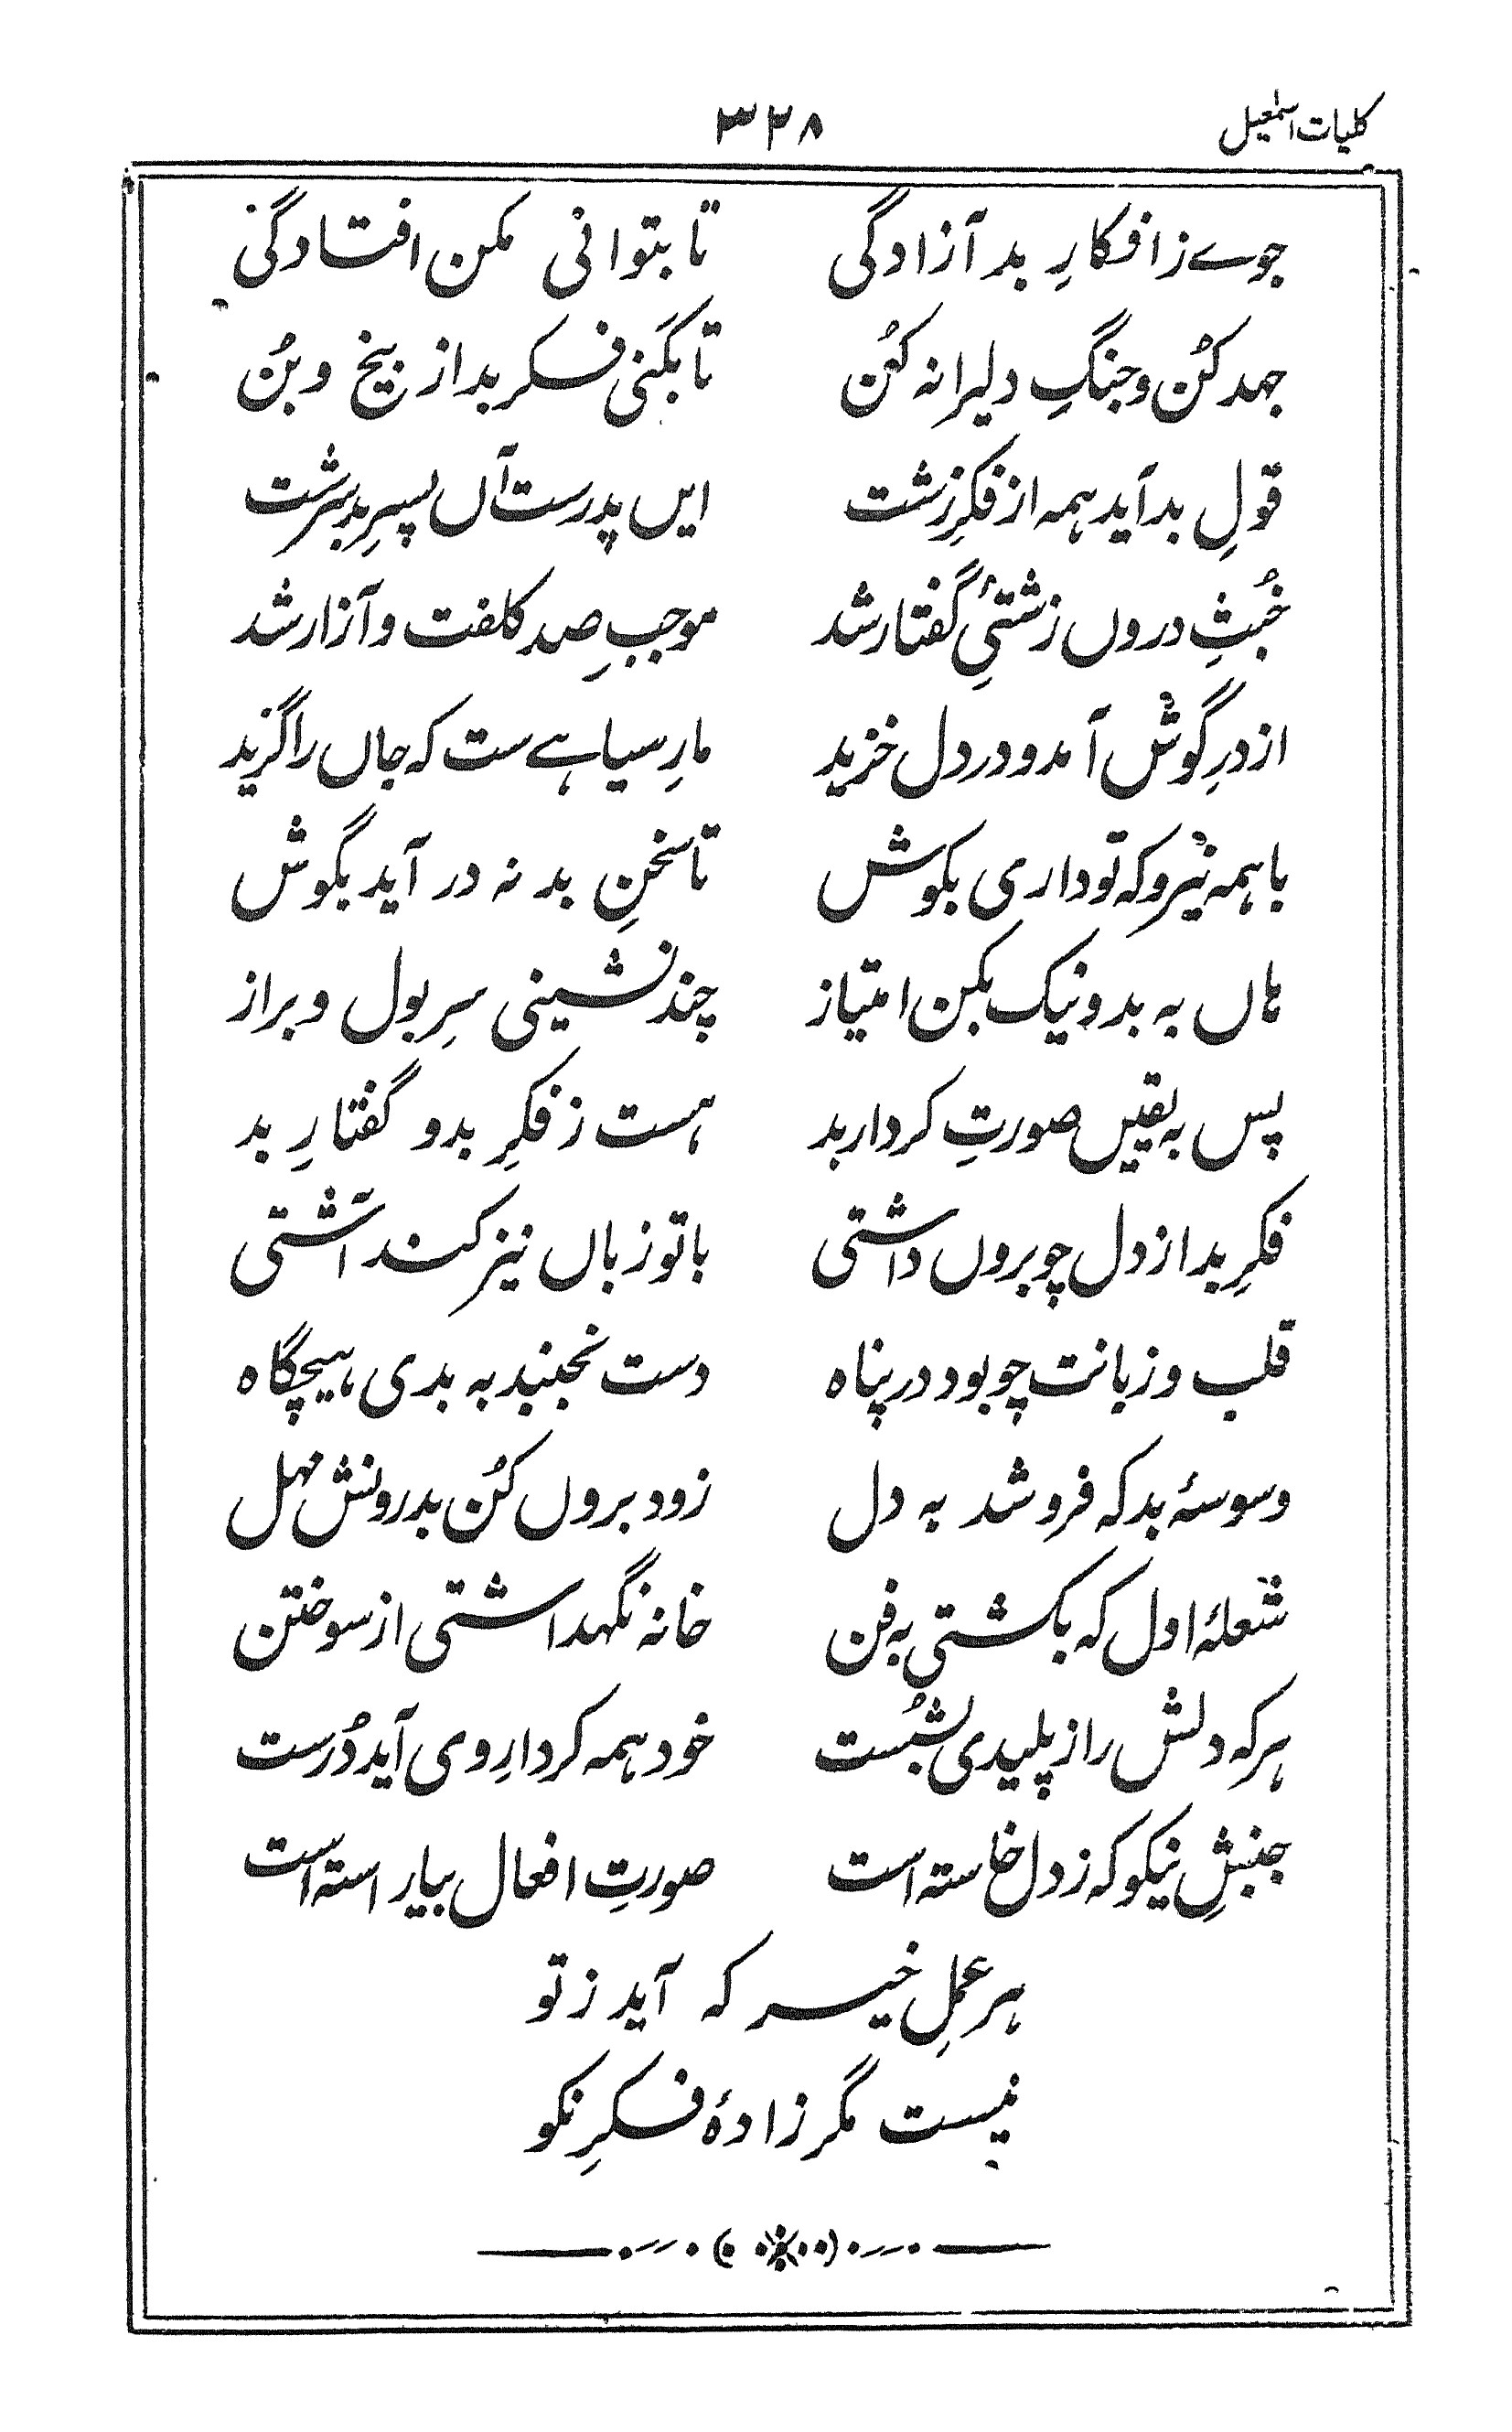 کلیات اسمٰعیل
۳۲۸
جوے ز افکارِ بد آزادگی تا بتوانی مکن افتادگی
جہد کُن و جنگِ دلیرانہ کُن تا بکَنی فکر بد از بیخ و بُن
قولِ بد آید ہمہ از فکرِ زشت ایں پدرست آں پسرِ بد سرشت
خُبثِ دروں زشتیِٔ گفتار شد موجبِ صد کلفت و آزار شد
از درِ گوش آمد و در دل خزید مارِ سیاہے ست کہ جاں را گزید
با ہمہ نیرو کہ تو داری بکوش تا سخنِ بد نہ در آید بگوش
ہاں بہ بد و نیک بکن امتیاز چند نشینی سرِ بول و براز
پس بہ یقیں صورتِ کردار بد ہست ز فکرِ بد و گفتارِ بد
فکرِ بد از دل چو بروں داشتی با تو زباں نیز کند آشتی
قلب و زبانت چو بود در پناہ دست نجنبد بہ بدی ہیچگاہ
وسوسۂ بد کہ فرو شد بہ دل زود بروں کُن بدرونش مہل
شعلۂ اول کہ بکشتی بہ فن خانہ نگہداشتی از سوختن
ہر کہ دلش را ز پلیدی بشُست خود ہمہ کردارِ وی آید دُرست
جنبشِ نیکو کہ ز دل خاستہ است صورتِ افعال بیاراستہ است
ہر عملِ خیر کہ آید ز تو
نیست مگر زادۂ فکرِ نکو